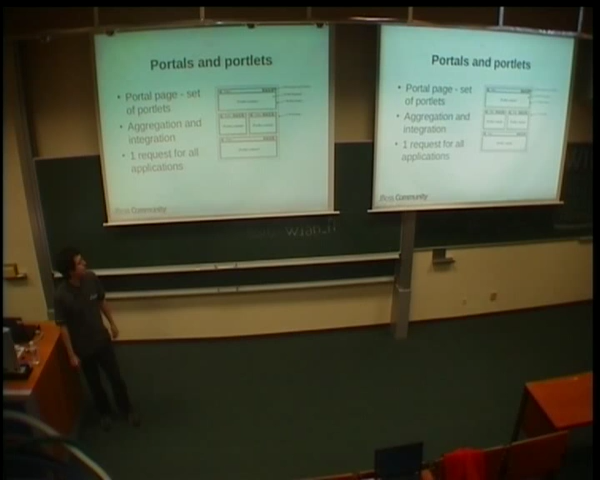 Portals and portlets
• Portal page - set
of portlets
• Aggregation and
integration
• 1 request for all
applications
JBoss Community
Portals and portlets
• Portal page - set
of portlets
• Aggregation and
integration
• 1 request for all
applications
JBoss Community